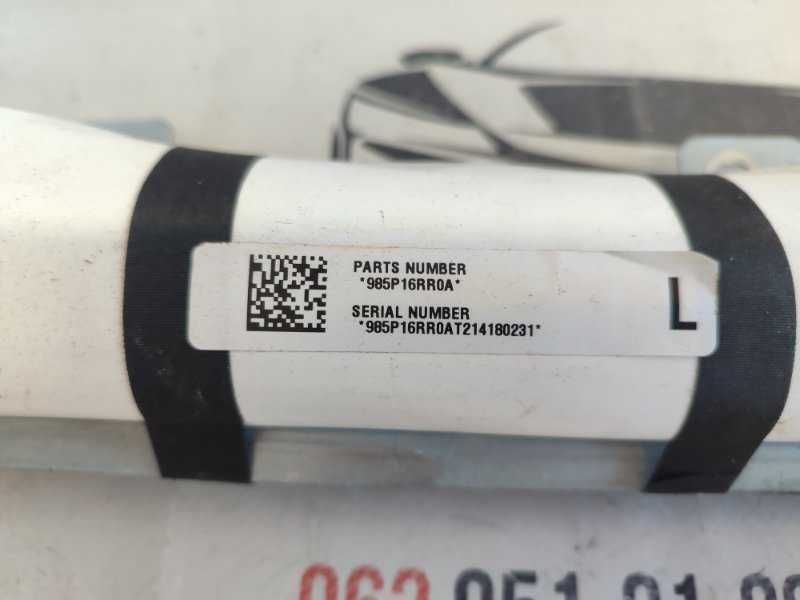 PARTS NUMBER
*985P16RR0A*
SERIAL NUMBER
*985P16RR0AT214180231*
L